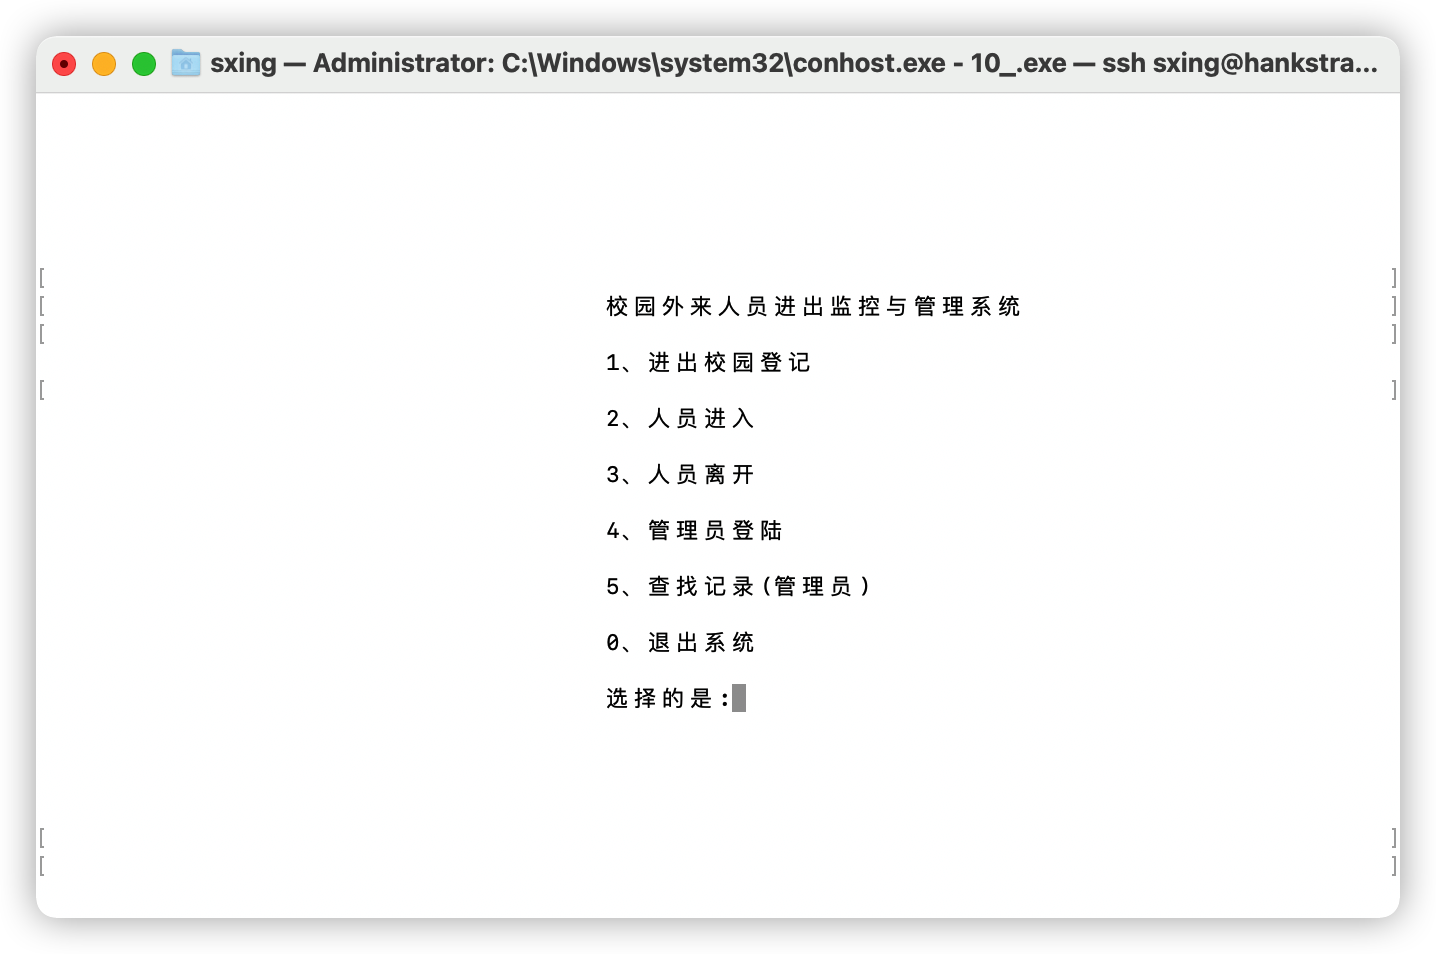 sxing — Administrator: C:\Windows\system32\conhost.exe - 10_.exe — ssh sxing@hankstra...
[ ]
[ 校园外来人员进出监控与管理系统 ]
[ ]
1、进出校园登记
[ ]
2、人员进入
3、人员离开
4、管理员登陆
5、查找记录(管理员)
0、退出系统
选择的是:
[ ]
[ ]